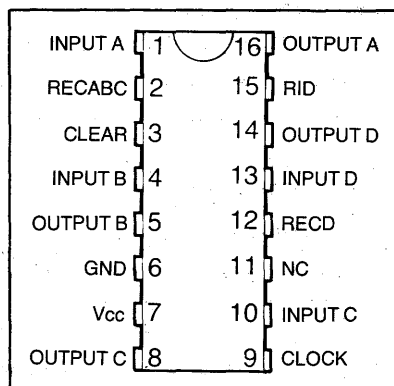 INPUT A 1 16 OUTPUT A
RECABC 2 15 RID
CLEAR 3 14 OUTPUT D
INPUT B 4 13 INPUT D
OUTPUT B 5 12 RECD
GND 6 11 NC
Vcc 7 10 INPUT C
OUTPUT C 8 9 CLOCK